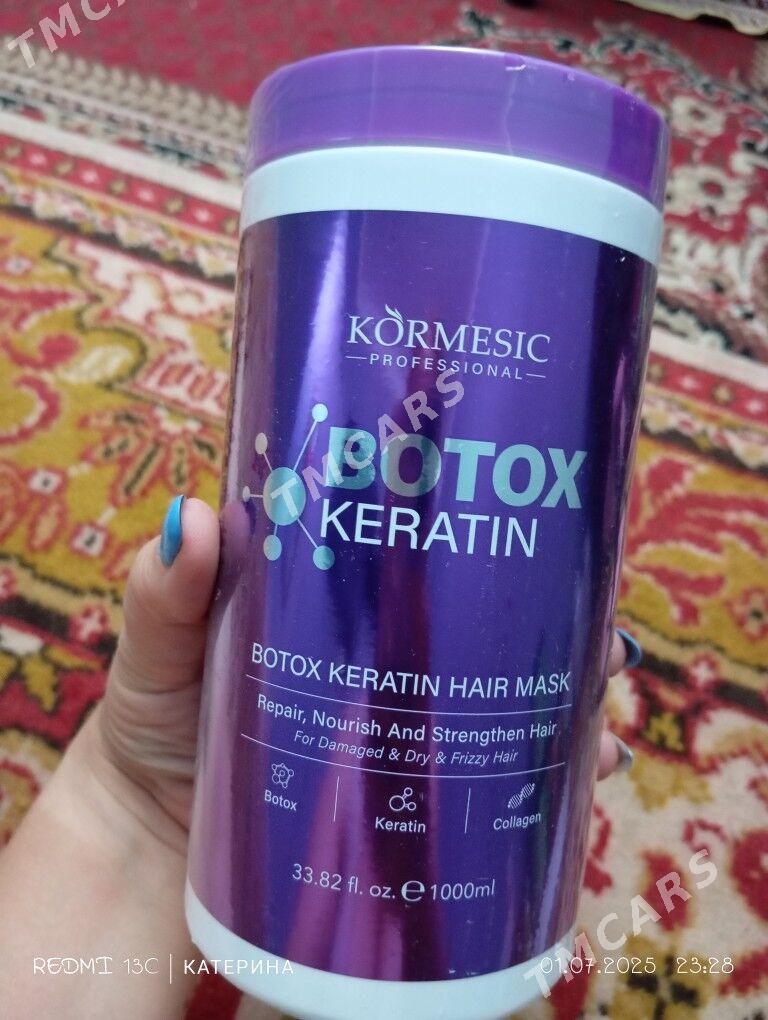 TMCARS
KORMESIC
PROFESSIONAL
BOTOX
TMCARS
KERATIN
BOTOX KERATIN HAIR MASK
Repair, Nourish And Strengthen Hair
For Damaged & Dry & Frizzy Hair
Botox
Keratin
Collagen
33.82 fl. oz. e 1000ml
TMCARS
REDMI 13C | КАТЕРИНА
01.07.2025 23:28